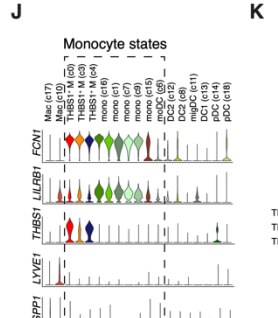 J
K
Monocyte states
Mac (c17)
Mac (c10)
THBS1⁺ M (c0)
THBS1⁺ M (c3)
THBS1⁺ M (c4)
mono (c16)
mono (c1)
mono (c7)
mono (c9)
mono (c15)
moDC (c6)
DC2 (c12)
DC2 (c8)
migDC (c11)
DC1 (c13)
pDC (c14)
pDC (c18)
FCN1
LILRB1
THBS1
LYVE1
SPP1